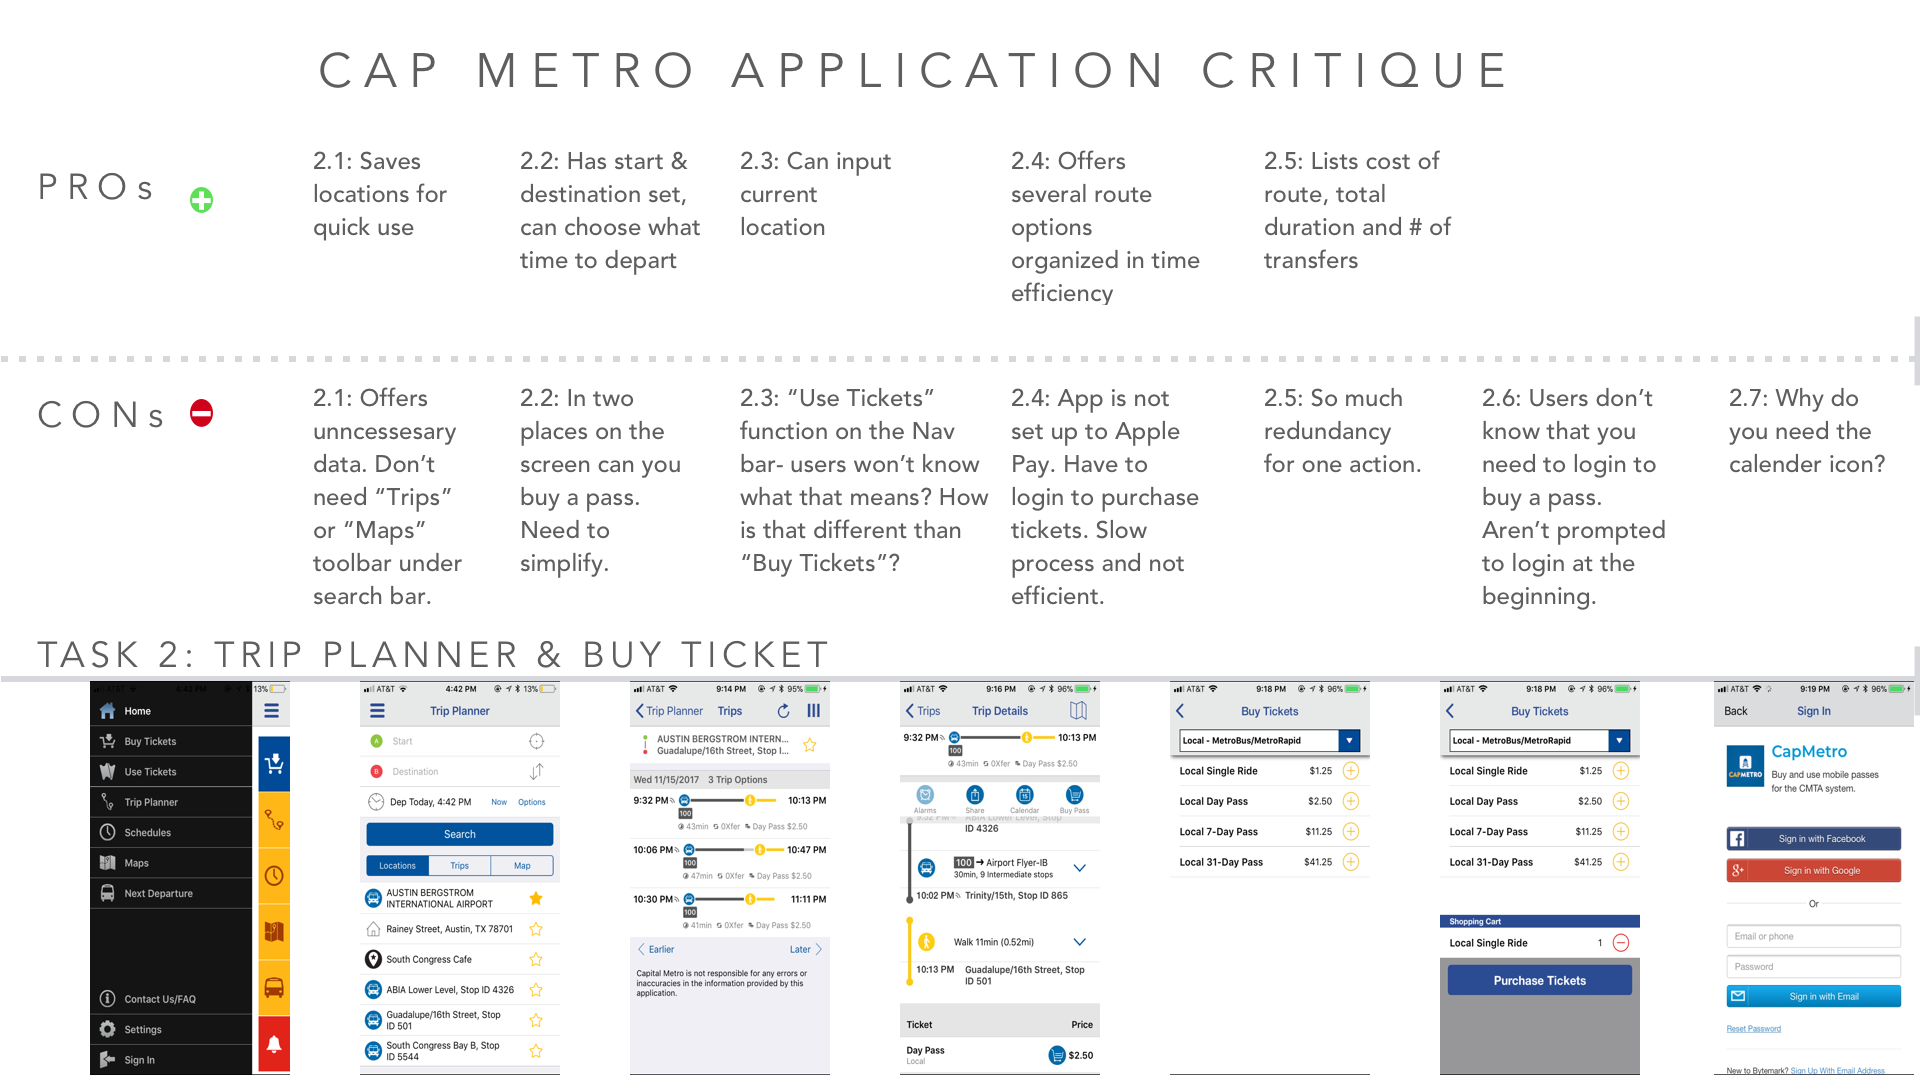 CAP METRO APPLICATION CRITIQUE
PROs
2.1: Saves
locations for
quick use
2.2: Has start &
destination set,
can choose what
time to depart
2.3: Can input
current
location
2.4: Offers
several route
options
organized in time
efficiency
2.5: Lists cost of
route, total
duration and # of
transfers
CONs
2.1: Offers
unncessesary
data. Don’t
need “Trips”
or “Maps”
toolbar under
search bar.
2.2: In two
places on the
screen can you
buy a pass.
Need to
simplify.
2.3: “Use Tickets”
function on the Nav
bar- users won’t know
what that means? How
is that different than
“Buy Tickets”?
2.4: App is not
set up to Apple
Pay. Have to
login to purchase
tickets. Slow
process and not
efficient.
2.5: So much
redundancy
for one action.
2.6: Users don’t
know that you
need to login to
buy a pass.
Aren’t prompted
to login at the
beginning.
2.7: Why do
you need the
calender icon?
TASK 2: TRIP PLANNER & BUY TICKET
13%
Home
Buy Tickets
Use Tickets
Trip Planner
Schedules
Maps
Next Departure
Contact Us/FAQ
Settings
Sign In
AT&T 4:42 PM 13%
Trip Planner
A Start
B Destination
Dep Today, 4:42 PM Now Options
Search
Locations Trips Map
AUSTIN BERGSTROM
INTERNATIONAL AIRPORT
Rainey Street, Austin, TX 78701
South Congress Cafe
ABIA Lower Level, Stop ID 4326
Guadalupe/16th Street, Stop
ID 501
South Congress Bay B, Stop
ID 5544
AT&T 9:14 PM 95%
Trip Planner Trips
AUSTIN BERGSTROM INTERN...
Guadalupe/16th Street, Stop I...
Wed 11/15/2017 3 Trip Options
9:32 PM 10:13 PM
100
43min 0Xfer Day Pass $2.50
10:06 PM 10:47 PM
100
47min 0Xfer Day Pass $2.50
10:30 PM 11:11 PM
100
41min 0Xfer Day Pass $2.50
Earlier Later
Capital Metro is not responsible for any errors or
inaccuracies in the information provided by this
application.
AT&T 9:16 PM 96%
Trips Trip Details
9:32 PM 10:13 PM
100
43min 0Xfer Day Pass $2.50
Alarms Share Calendar Buy Pass
9:32 PM ABIA Lower Level, Stop
ID 4326
100 Airport Flyer-IB
30min, 9 Intermediate stops
10:02 PM Trinity/15th, Stop ID 865
Walk 11min (0.52mi)
10:13 PM Guadalupe/16th Street, Stop
ID 501
Ticket Price
Day Pass
Local
$2.50
AT&T 9:18 PM 96%
Buy Tickets
Local - MetroBus/MetroRapid
Local Single Ride $1.25
Local Day Pass $2.50
Local 7-Day Pass $11.25
Local 31-Day Pass $41.25
AT&T 9:18 PM 96%
Buy Tickets
Local - MetroBus/MetroRapid
Local Single Ride $1.25
Local Day Pass $2.50
Local 7-Day Pass $11.25
Local 31-Day Pass $41.25
Shopping Cart
Local Single Ride 1
Purchase Tickets
AT&T 9:19 PM 96%
Back Sign In
CAPMETRO
CapMetro
Buy and use mobile passes
for the CMTA system.
Sign in with Facebook
Sign in with Google
Or
Email or phone
Password
Sign in with Email
Reset Password
New to Bytemark? Sign Up With Email Address